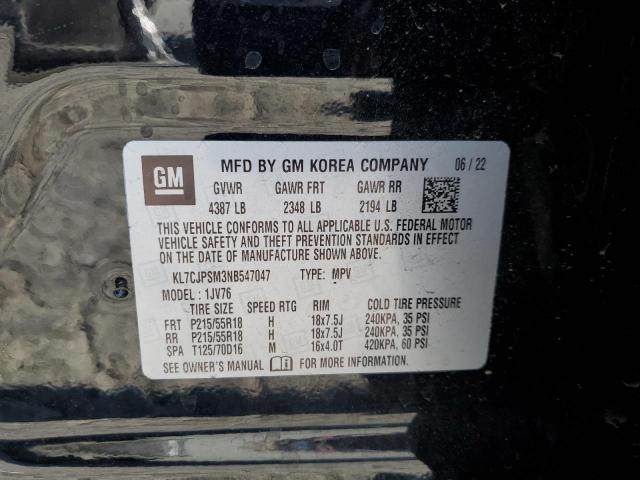 GM MFD BY GM KOREA COMPANY 06 / 22
GVWR GAWR FRT GAWR RR
4387 LB 2348 LB 2194 LB
THIS VEHICLE CONFORMS TO ALL APPLICABLE U.S. FEDERAL MOTOR
VEHICLE SAFETY AND THEFT PREVENTION STANDARDS IN EFFECT ON
THE DATE OF MANUFACTURE SHOWN ABOVE.
KL7CJPSM3NB547047 TYPE: MPV
MODEL : 1JV76
TIRE SIZE SPEED RTG RIM COLD TIRE PRESSURE
FRT P215/55R18 H 18x7.5J 240KPA, 35 PSI
RR P215/55R18 H 18x7.5J 240KPA, 35 PSI
SPA T125/70D16 M 16x4.0T 420KPA, 60 PSI
SEE OWNER'S MANUAL FOR MORE INFORMATION